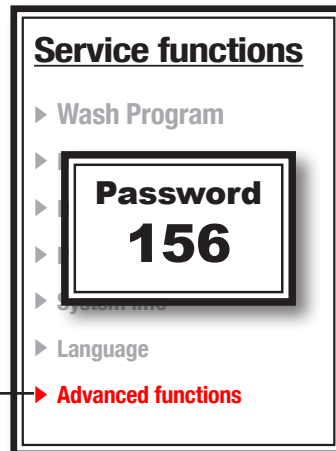 Service functions
Wash Program
Password
156
Language
Advanced functions